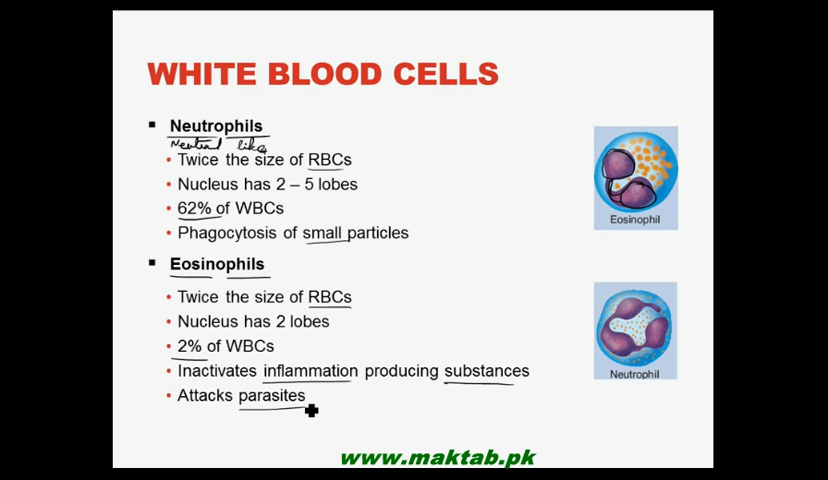 WHITE BLOOD CELLS
▪ Neutrophils
Neutral like
• Twice the size of RBCs
• Nucleus has 2 – 5 lobes
• 62% of WBCs
• Phagocytosis of small particles
Eosinophil
▪ Eosinophils
• Twice the size of RBCs
• Nucleus has 2 lobes
• 2% of WBCs
• Inactivates inflammation producing substances
• Attacks parasites
Neutrophil
www.maktab.pk